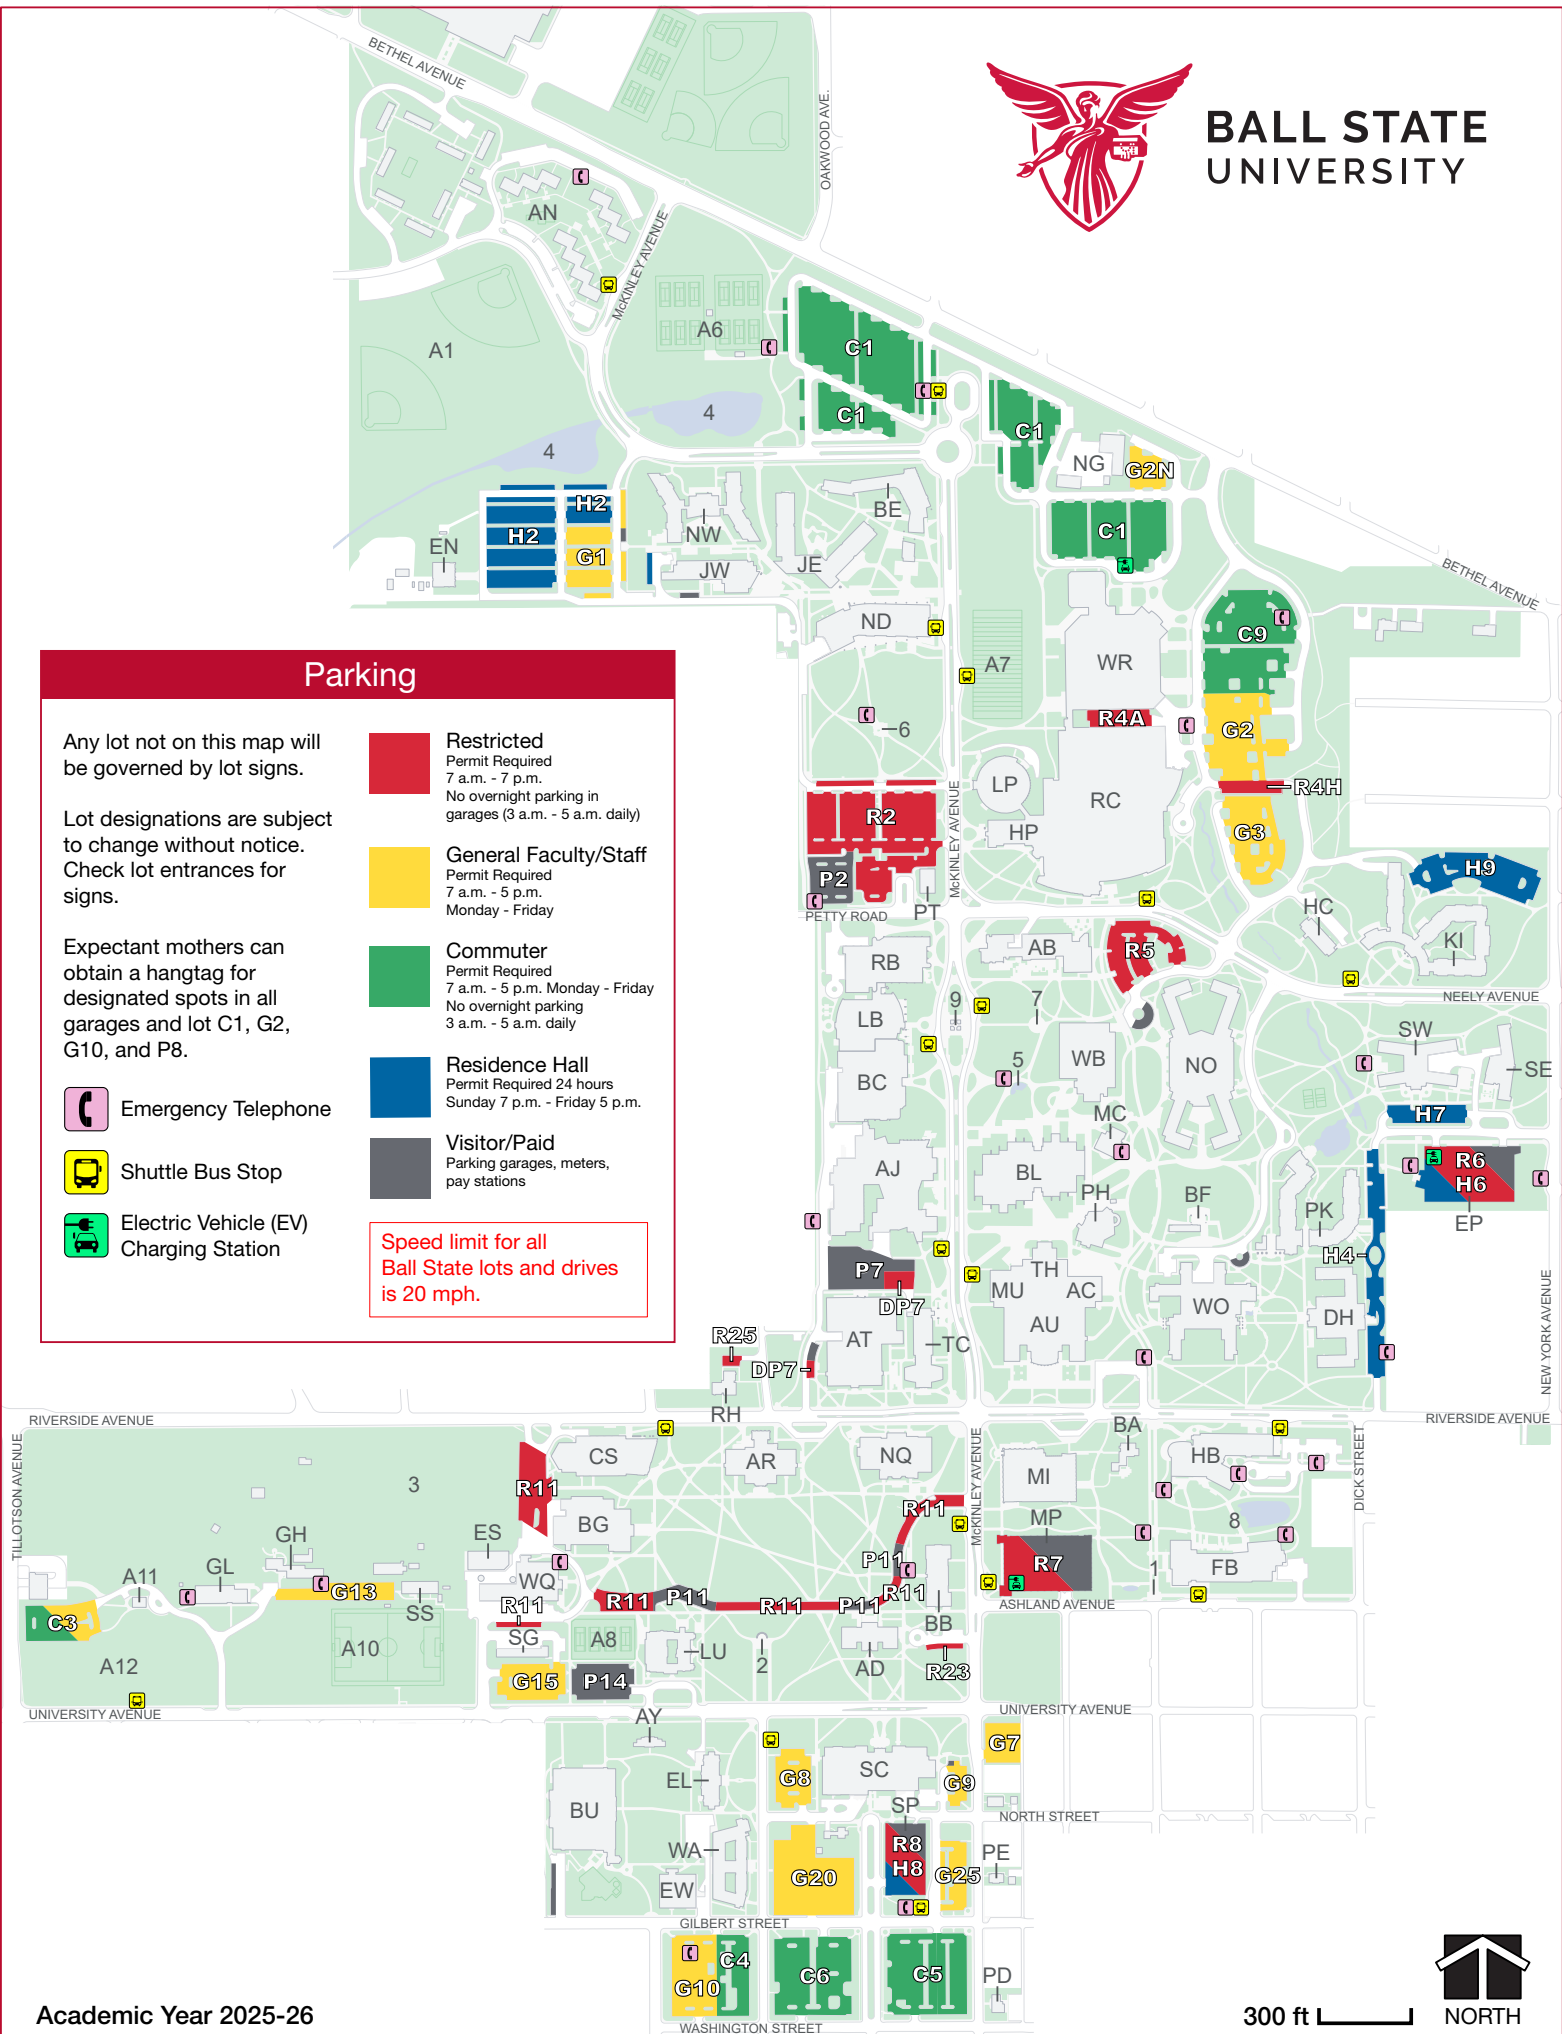 BALL STATE
UNIVERSITY
BETHEL AVENUE
OAKWOOD AVE.
AN
McKINLEY AVENUE
A6
A1
C1
4
C1
C1
4
NG
G2N
H2
BE
H2
NW
C1
EN
G1
JW
JE
BETHEL AVENUE
ND
C9
A7
WR
R4A
6
G2
LP
R4H
RC
McKINLEY AVENUE
R2
HP
G3
P2
H9
PT
PETTY ROAD
HC
AB
R5
KI
RB
NEELY AVENUE
9
7
LB
SW
WB
NO
5
SE
BC
MC
H7
AJ
BL
R6
H6
PH
BF
PK
EP
H4
P7
TH
MU
AC
DP7
WO
AU
DH
AT
TC
R25
DP7
NEW YORK AVENUE
RH
Parking
Any lot not on this map will
be governed by lot signs.
Lot designations are subject
to change without notice.
Check lot entrances for
signs.
Expectant mothers can
obtain a hangtag for
designated spots in all
garages and lot C1, G2,
G10, and P8.
Emergency Telephone
Shuttle Bus Stop
Electric Vehicle (EV)
Charging Station
Restricted
Permit Required
7 a.m. - 7 p.m.
No overnight parking in
garages (3 a.m. - 5 a.m. daily)
General Faculty/Staff
Permit Required
7 a.m. - 5 p.m.
Monday - Friday
Commuter
Permit Required
7 a.m. - 5 p.m. Monday - Friday
No overnight parking
3 a.m. - 5 a.m. daily
Residence Hall
Permit Required 24 hours
Sunday 7 p.m. - Friday 5 p.m.
Visitor/Paid
Parking garages, meters,
pay stations
Speed limit for all
Ball State lots and drives
is 20 mph.
RIVERSIDE AVENUE
RIVERSIDE AVENUE
TILLOTSON AVENUE
BA
CS
AR
NQ
HB
McKINLEY AVENUE
DICK STREET
3
R11
MI
R11
BG
MP
8
ES
GH
P11
R7
FB
GL
A11
WQ
G13
R11
1
R11
P11
R11
P11
SS
R11
ASHLAND AVENUE
C3
BB
SG
A8
A10
LU
2
AD
A12
R23
G15
P14
UNIVERSITY AVENUE
UNIVERSITY AVENUE
AY
G7
SC
EL
G8
G9
BU
SP
NORTH STREET
R8
WA
PE
H8
G20
G25
EW
GILBERT STREET
C4
C6
C5
G10
PD
WASHINGTON STREET
Academic Year 2025-26
300 ft
NORTH